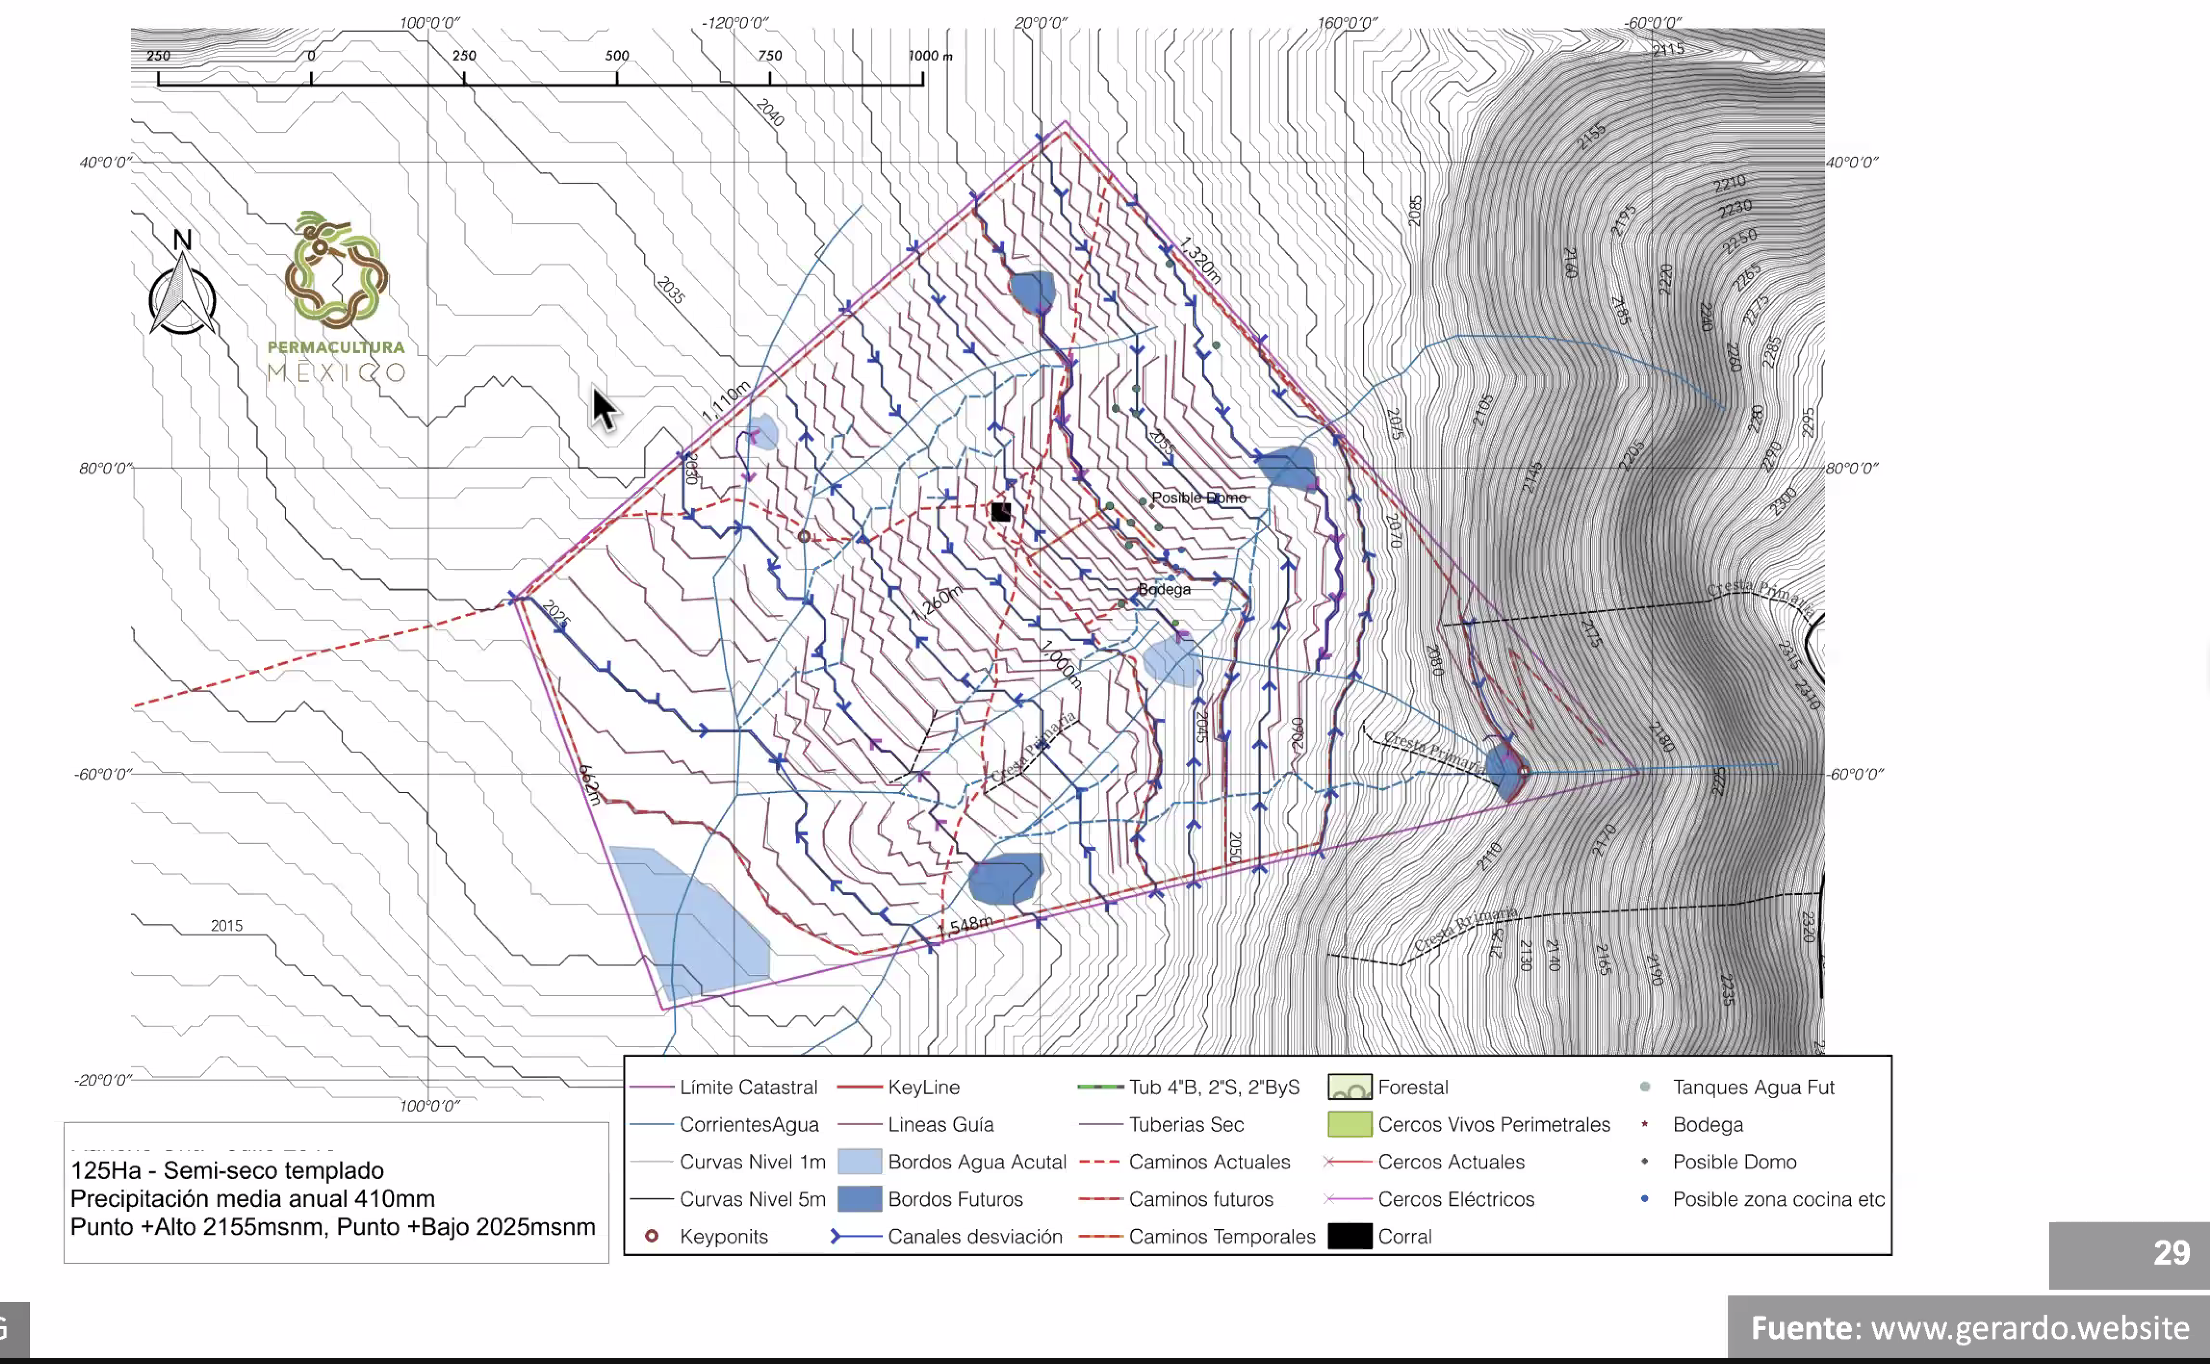 100°0'0" -120°0'0" 20°0'0" 160°0'0" -60°0'0"
250 0 250 500 750 1000 m
2115
2040
2155
40°0'0" 40°0'0"
2210
2195
2230
2085
N
2250
1,320m
2160
2220
2265
2035
2185
2240
2275
PERMACULTURA
MÉXICO
2285
2260
1,110m
2105
2075
2280
2295
2055
2205
2290
80°0'0" 80°0'0"
2030
2145
Posible Domo
2300
2070
Bodega
Cresta Primaria
1,260m
2025
2175
2080
1,000m
2315
2310
2045
Cresta Primaria
2060
Cresta Primaria
2180
-60°0'0" -60°0'0"
662m
2225
2050
2110
2170
2015
1,548m
Cresta Primaria
2320
2125
2130
2140
2165
2190
2235
-20°0'0"
100°0'0"
Límite Catastral KeyLine Tub 4"B, 2"S, 2"ByS Forestal Tanques Agua Fut
CorrientesAgua Lineas Guía Tuberias Sec Cercos Vivos Perimetrales Bodega
Curvas Nivel 1m Bordos Agua Acutal Caminos Actuales Cercos Actuales Posible Domo
Curvas Nivel 5m Bordos Futuros Caminos futuros Cercos Eléctricos Posible zona cocina etc
Keyponits Canales desviación Caminos Temporales Corral
125Ha - Semi-seco templado
Precipitación media anual 410mm
Punto +Alto 2155msnm, Punto +Bajo 2025msnm
29
G
Fuente: www.gerardo.website